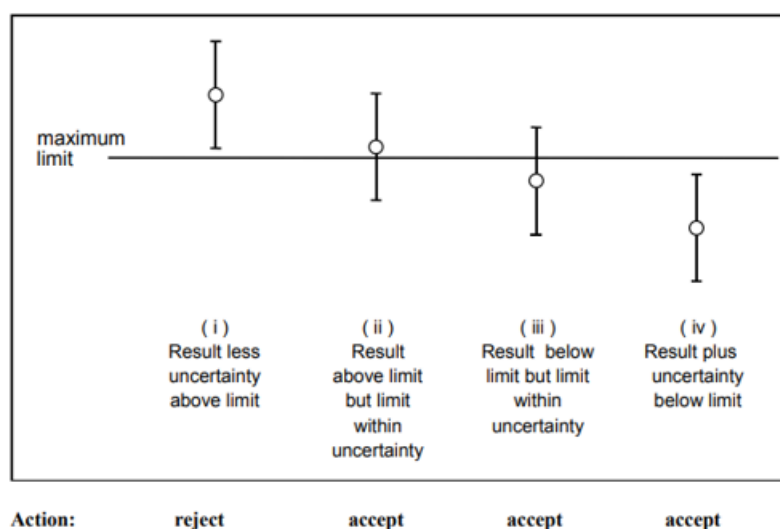 maximum
limit
( i )
Result less
uncertainty
above limit
( ii )
Result
above limit
but limit
within
uncertainty
( iii )
Result below
limit but limit
within
uncertainty
( iv )
Result plus
uncertainty
below limit
Action: reject accept accept accept